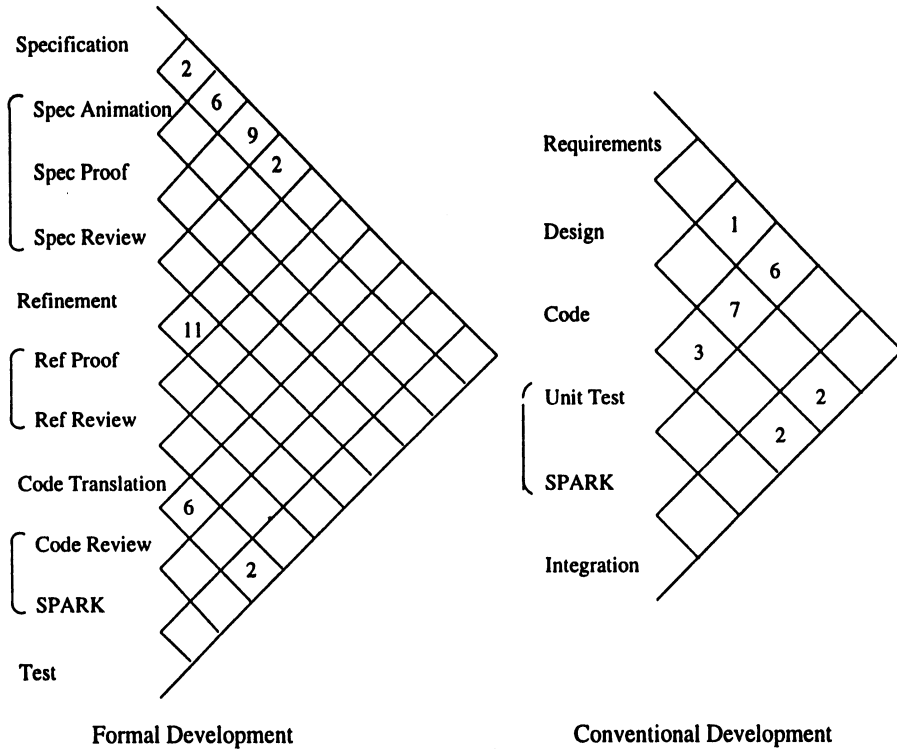 Specification
2
Spec Animation
6
9
Spec Proof
2
Spec Review
Refinement
11
Ref Proof
Ref Review
Code Translation
6
Code Review
2
SPARK
Test
Formal Development
Requirements
Design
1
6
Code
7
3
Unit Test
2
2
SPARK
Integration
Conventional Development